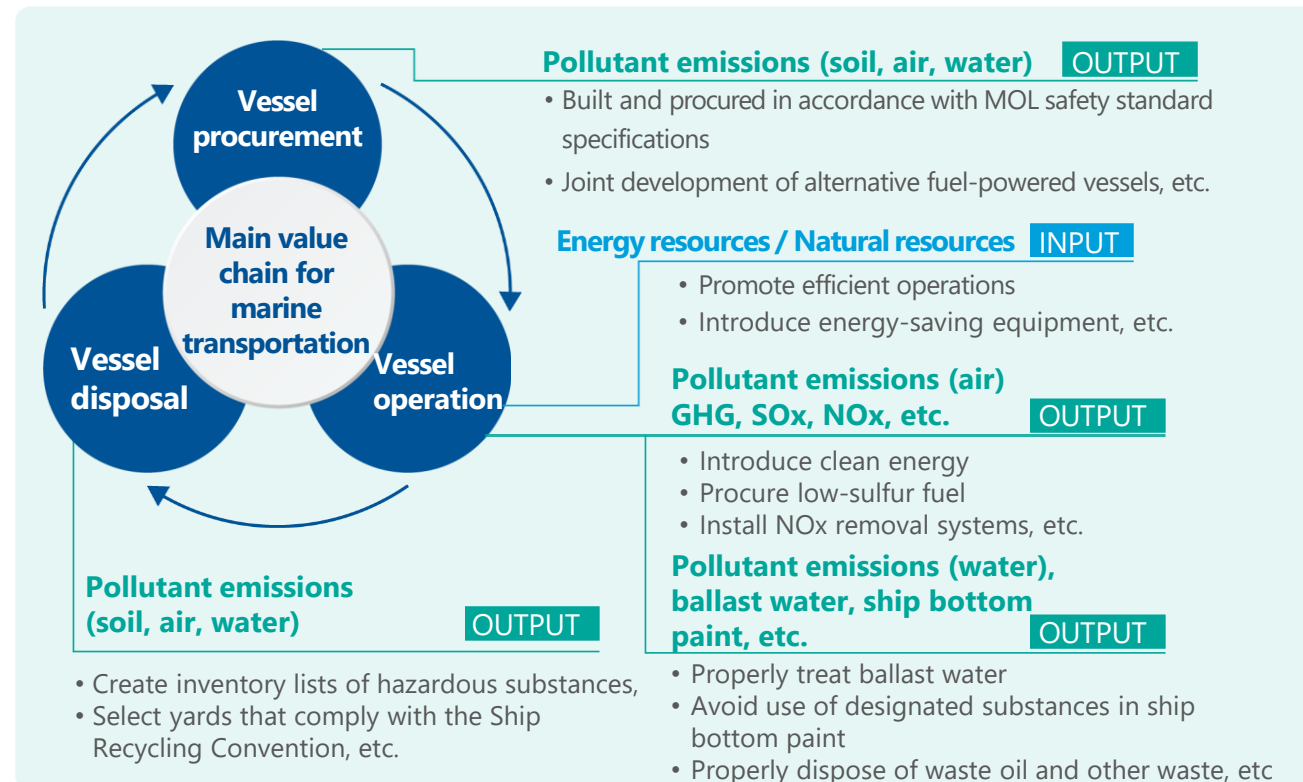 Vessel
procurement
Main value
chain for
marine
transportation
Vessel
disposal
Vessel
operation
Pollutant emissions (soil, air, water) OUTPUT
• Built and procured in accordance with MOL safety standard
specifications
• Joint development of alternative fuel-powered vessels, etc.
Energy resources / Natural resources INPUT
• Promote efficient operations
• Introduce energy-saving equipment, etc.
Pollutant emissions (air)
GHG, SOx, NOx, etc. OUTPUT
• Introduce clean energy
• Procure low-sulfur fuel
• Install NOx removal systems, etc.
Pollutant emissions (water),
ballast water, ship bottom
paint, etc. OUTPUT
• Properly treat ballast water
• Avoid use of designated substances in ship
bottom paint
• Properly dispose of waste oil and other waste, etc
Pollutant emissions
(soil, air, water) OUTPUT
• Create inventory lists of hazardous substances,
• Select yards that comply with the Ship
Recycling Convention, etc.